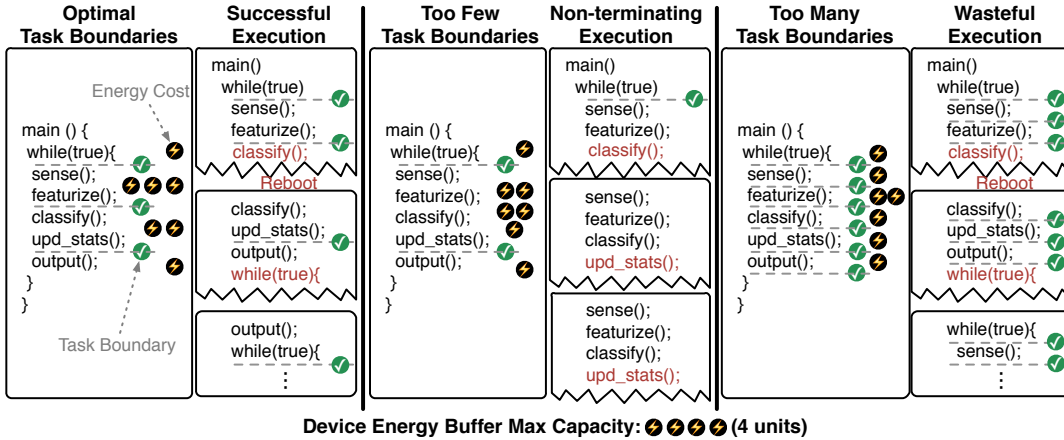 Optimal
Task Boundaries
Energy Cost
main () {
while(true){
sense();
featurize();
classify();
upd_stats();
output();
}
}
Task Boundary
Successful
Execution
main()
while(true)
sense();
featurize();
classify();
Reboot
classify();
upd_stats();
output();
while(true){
output();
while(true){
⋮
Too Few
Task Boundaries
main () {
while(true){
sense();
featurize();
classify();
upd_stats();
output();
}
}
Non-terminating
Execution
main()
while(true)
sense();
featurize();
classify();
sense();
featurize();
classify();
upd_stats();
sense();
featurize();
classify();
upd_stats();
Too Many
Task Boundaries
main () {
while(true){
sense();
featurize();
classify();
upd_stats();
output();
}
}
Wasteful
Execution
main()
while(true)
sense();
featurize();
classify();
Reboot
classify();
upd_stats();
output();
while(true){
while(true){
sense();
⋮
Device Energy Buffer Max Capacity: (4 units)